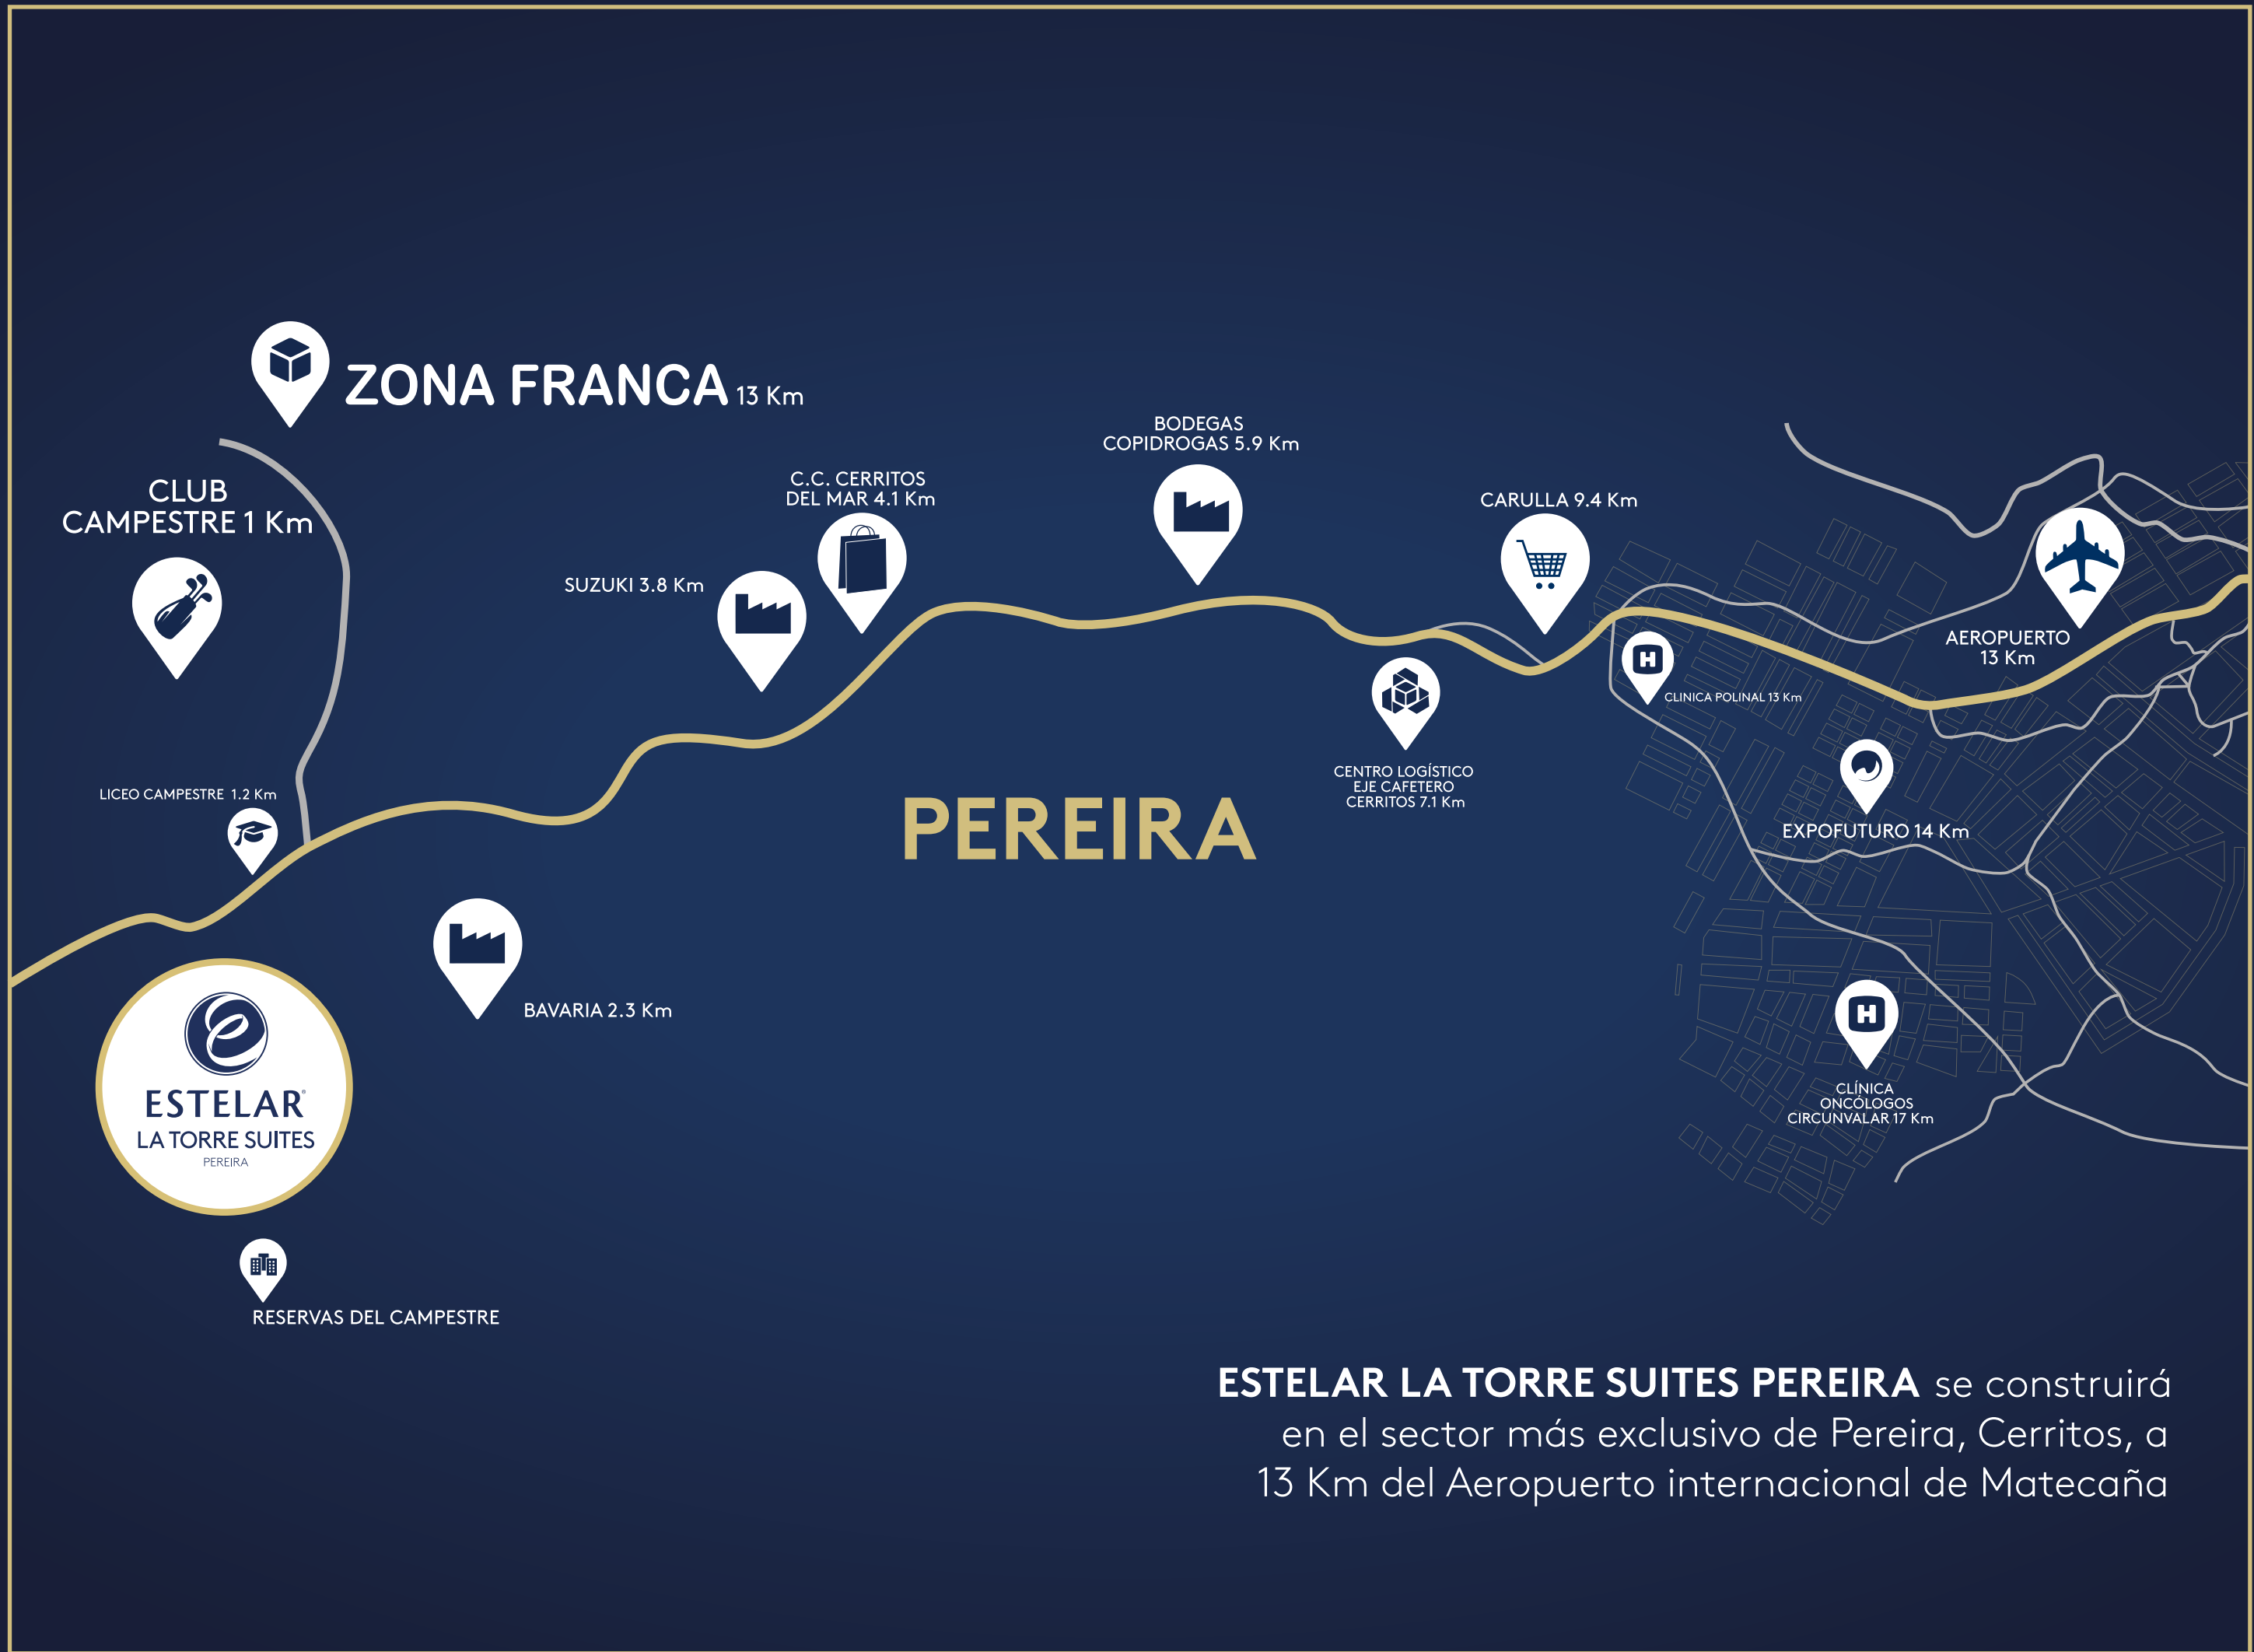 ZONA FRANCA 13 Km
CLUB
CAMPESTRE 1 Km
BODEGAS
COPIDROGAS 5.9 Km
C.C. CERRITOS
DEL MAR 4.1 Km
CARULLA 9.4 Km
SUZUKI 3.8 Km
AEROPUERTO
13 Km
CLINICA POLINAL 13 Km
CENTRO LOGÍSTICO
EJE CAFETERO
CERRITOS 7.1 Km
LICEO CAMPESTRE 1.2 Km
PEREIRA
EXPOFUTURO 14 Km
BAVARIA 2.3 Km
ESTELAR
LA TORRE SUITES
PEREIRA
CLÍNICA
ONCÓLOGOS
CIRCUNVALAR 17 Km
RESERVAS DEL CAMPESTRE
ESTELAR LA TORRE SUITES PEREIRA se construirá
en el sector más exclusivo de Pereira, Cerritos, a
13 Km del Aeropuerto internacional de Matecaña